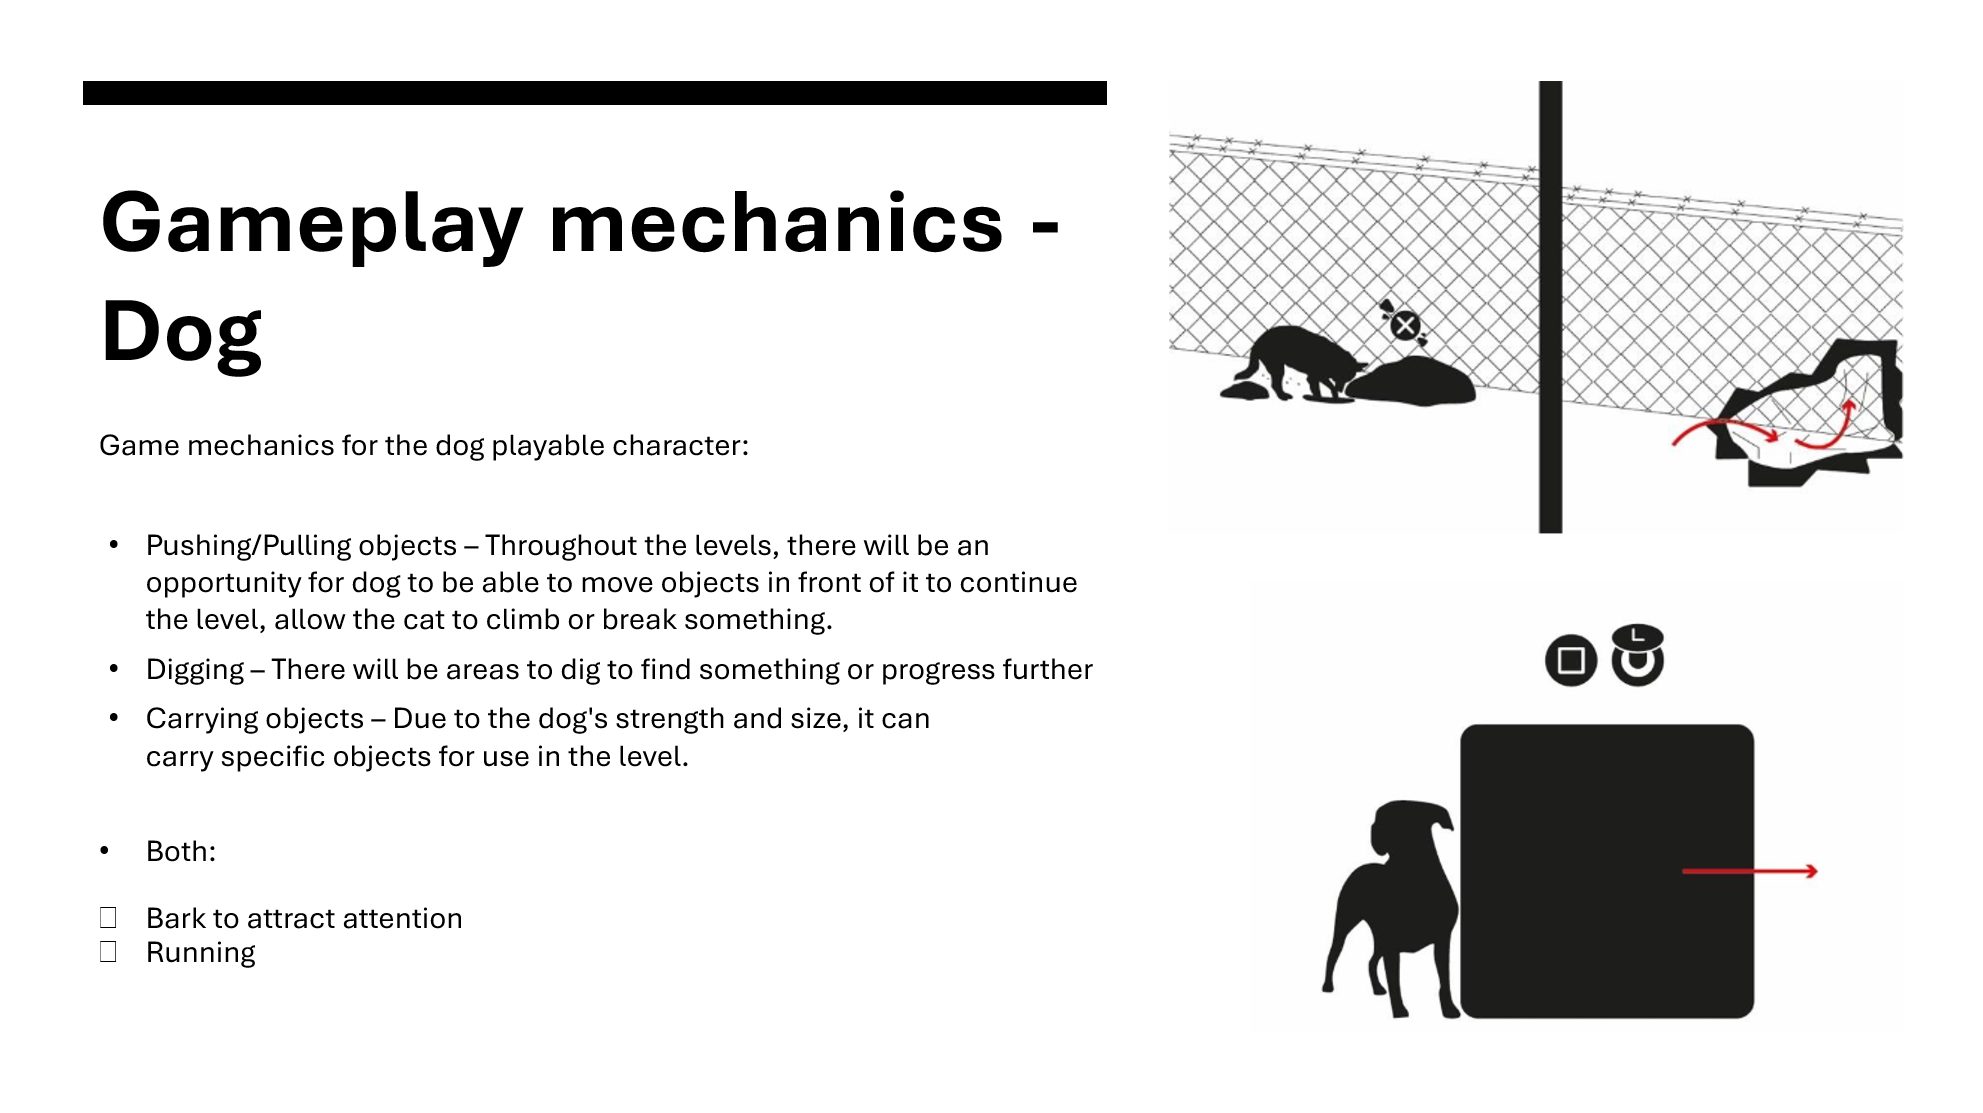 Gameplay mechanics -
Dog
Game mechanics for the dog playable character:
• Pushing/Pulling objects – Throughout the levels, there will be an
opportunity for dog to be able to move objects in front of it to continue
the level, allow the cat to climb or break something.
• Digging – There will be areas to dig to find something or progress further
• Carrying objects – Due to the dog's strength and size, it can
carry specific objects for use in the level.
• Both:
Bark to attract attention
Running
L